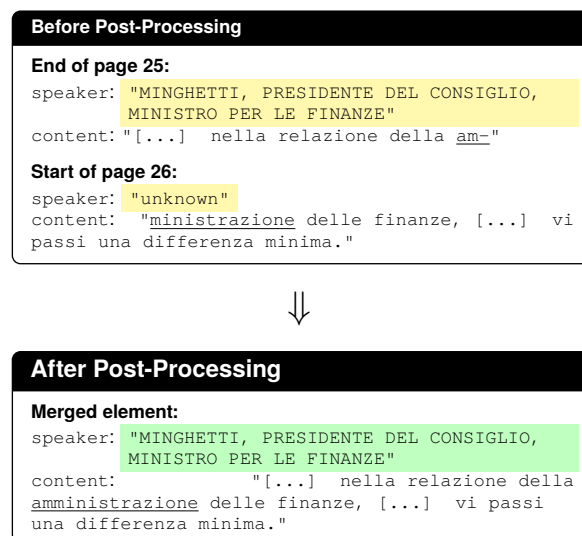 Before Post-Processing
End of page 25:
speaker: "MINGHETTI, PRESIDENTE DEL CONSIGLIO,
MINISTRO PER LE FINANZE"
content: "[...] nella relazione della am-"
Start of page 26:
speaker: "unknown"
content: "ministrazione delle finanze, [...] vi
passi una differenza minima."
⇓
After Post-Processing
Merged element:
speaker: "MINGHETTI, PRESIDENTE DEL CONSIGLIO,
MINISTRO PER LE FINANZE"
content: "[...] nella relazione della
amministrazione delle finanze, [...] vi passi
una differenza minima."